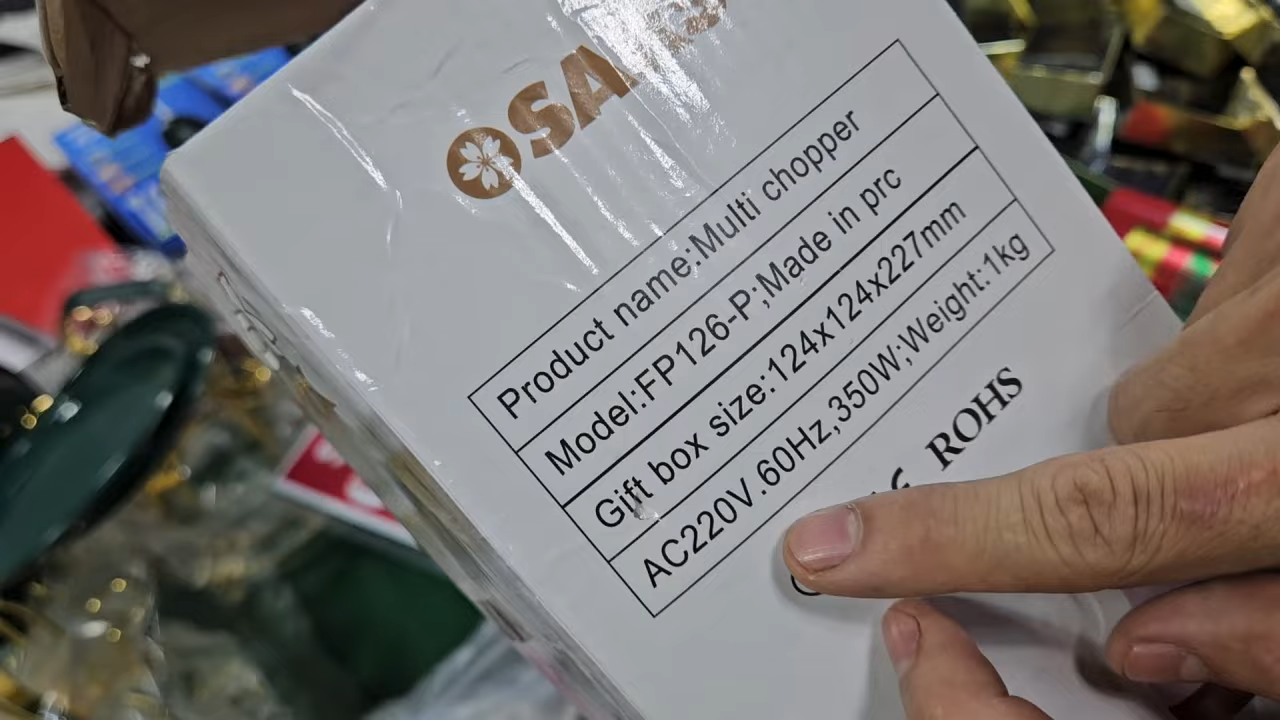 OSA
Product name:Multi chopper
Model:FP126-P;Made in prc
Gift box size:124x124x227mm
AC220V.60Hz,350W;Weight:1kg
ROHS